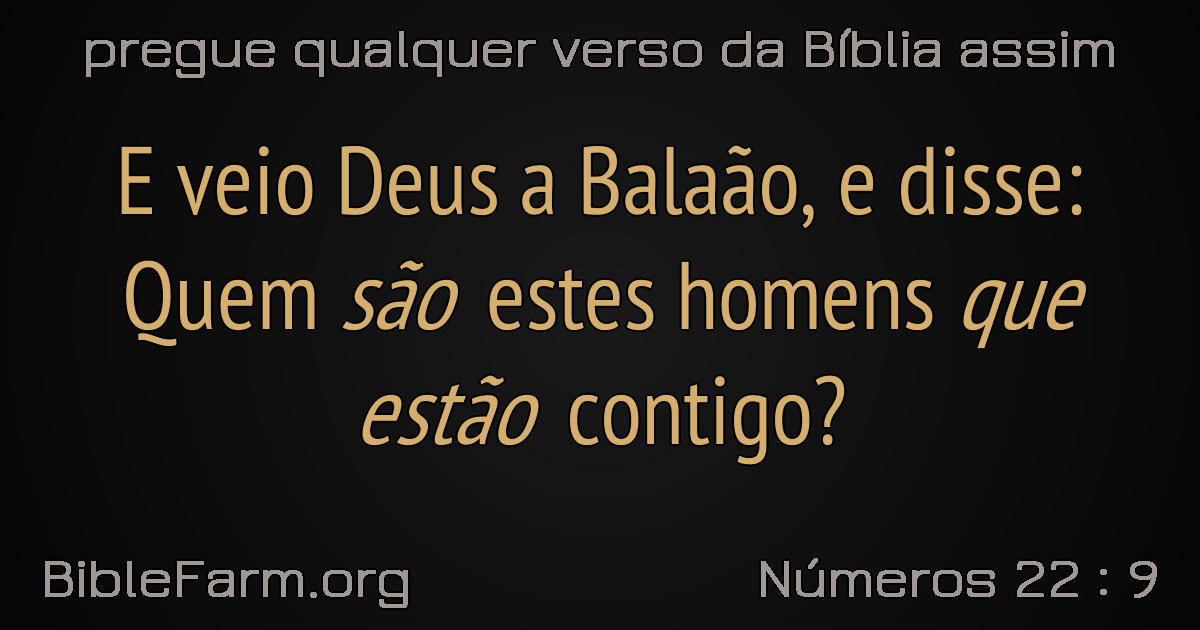 pregue qualquer verso da Bíblia assim
E veio Deus a Balaão, e disse:
Quem são estes homens que
estão contigo?
BibleFarm.org
Números 22 : 9